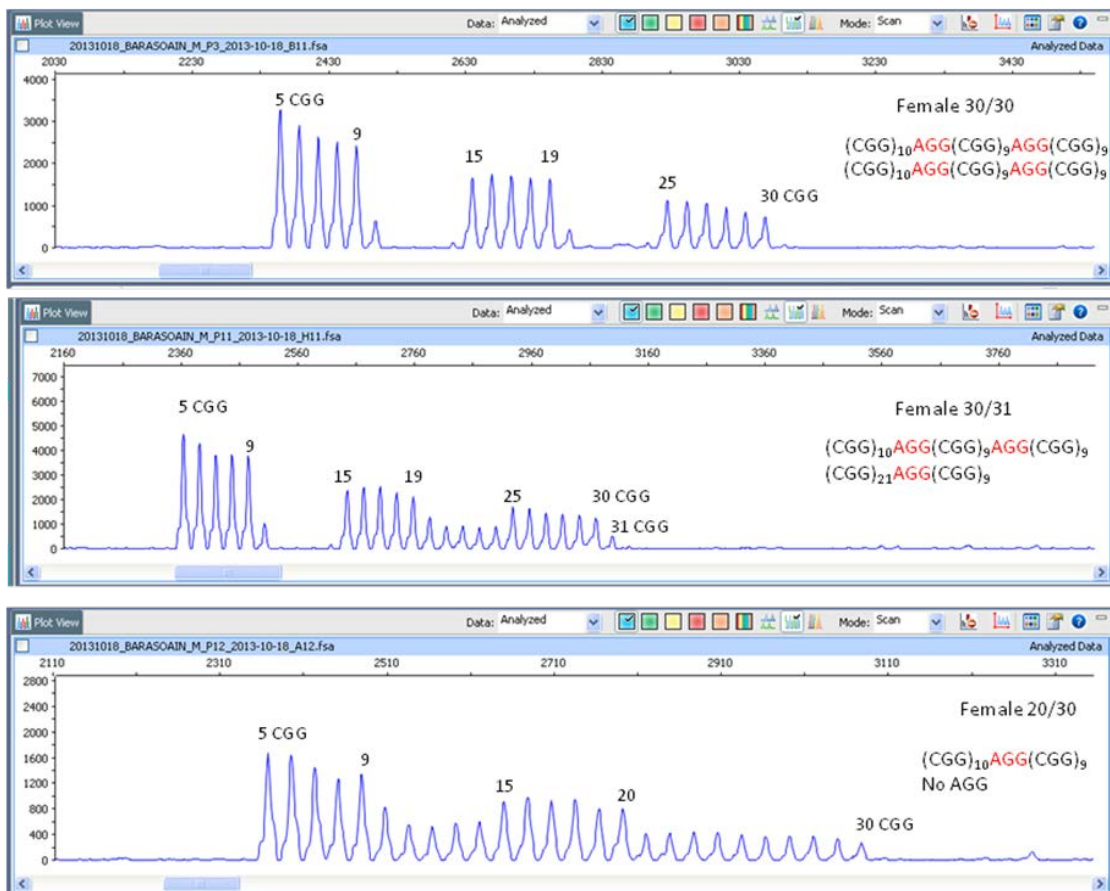 Plot View Data: Analyzed Mode: Scan
20131018_BARASOAIN_M_P3_2013-10-18_B11.fsa Analyzed Data
2030 2230 2430 2630 2830 3030 3230 3430
4000
3000
2000
1000
0
5 CGG
9
15
19
25
30 CGG
Female 30/30
(CGG)10AGG(CGG)9AGG(CGG)9
(CGG)10AGG(CGG)9AGG(CGG)9
Plot View Data: Analyzed Mode: Scan
20131018_BARASOAIN_M_P11_2013-10-18_H11.fsa Analyzed Data
2160 2360 2560 2760 2960 3160 3360 3560 3760
7000
6000
5000
4000
3000
2000
1000
0
5 CGG
9
15
19
25
30 CGG
31 CGG
Female 30/31
(CGG)10AGG(CGG)9AGG(CGG)9
(CGG)21AGG(CGG)9
Plot View Data: Analyzed Mode: Scan
20131018_BARASOAIN_M_P12_2013-10-18_A12.fsa Analyzed Data
2110 2310 2510 2710 2910 3110 3310
2800
2400
2000
1600
1200
800
400
0
5 CGG
9
15
20
30 CGG
Female 20/30
(CGG)10AGG(CGG)9
No AGG